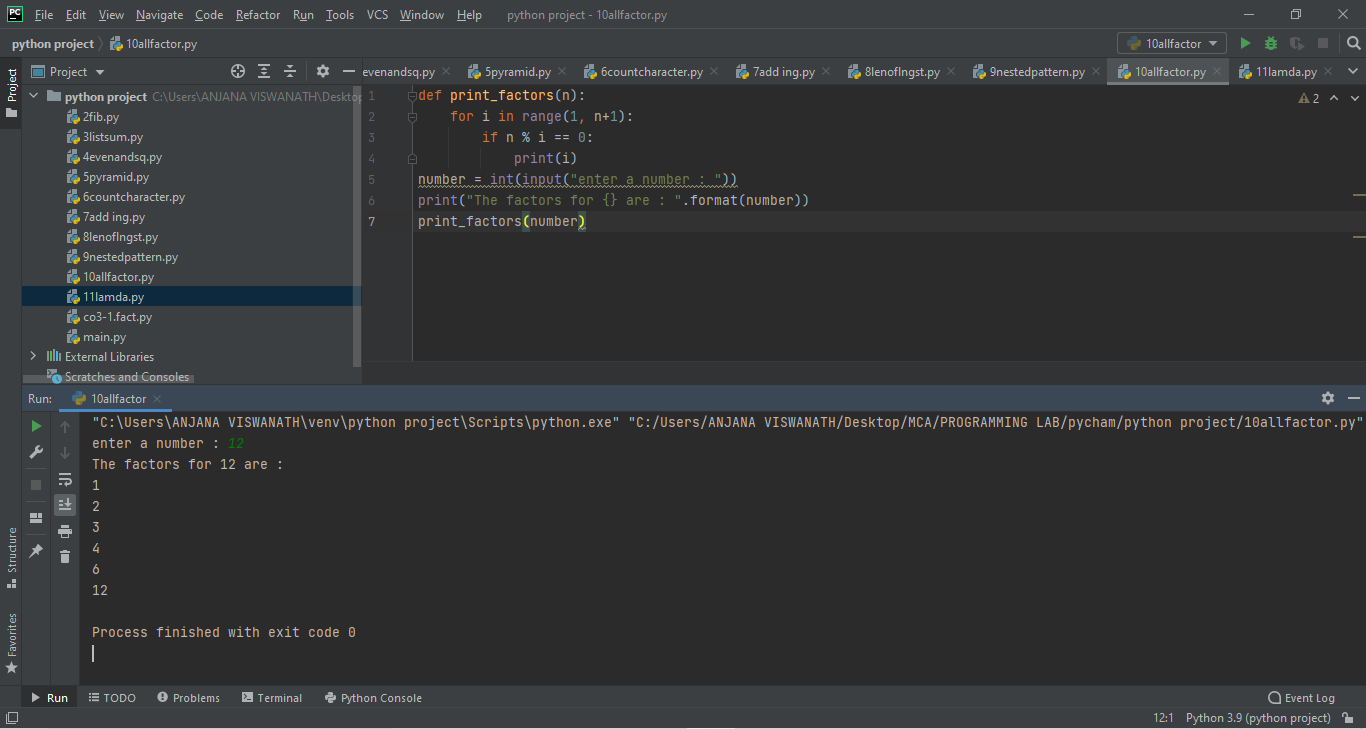 PC File Edit View Navigate Code Refactor Run Tools VCS Window Help python project - 10allfactor.py
python project 10allfactor.py 10allfactor
Project
Project evenandsq.py 5pyramid.py 6countcharacter.py 7add ing.py 8lenoflngst.py 9nestedpattern.py 10allfactor.py 11lamda.py
python project C:\Users\ANJANA VISWANATH\Desktop
2fib.py
3listsum.py
4evenandsq.py
5pyramid.py
6countcharacter.py
7add ing.py
8lenoflngst.py
9nestedpattern.py
10allfactor.py
11lamda.py
co3-1.fact.py
main.py
External Libraries
Scratches and Consoles
1 def print_factors(n):
2     for i in range(1, n+1):
3         if n % i == 0:
4             print(i)
5 number = int(input("enter a number : "))
6 print("The factors for {} are : ".format(number))
7 print_factors(number)
2
Run: 10allfactor
"C:\Users\ANJANA VISWANATH\venv\python project\Scripts\python.exe" "C:/Users/ANJANA VISWANATH/Desktop/MCA/PROGRAMMING LAB/pycham/python project/10allfactor.py"
enter a number : 12
The factors for 12 are :
1
2
3
4
6
12
Process finished with exit code 0
Structure
Favorites
Run TODO Problems Terminal Python Console Event Log
12:1 Python 3.9 (python project)